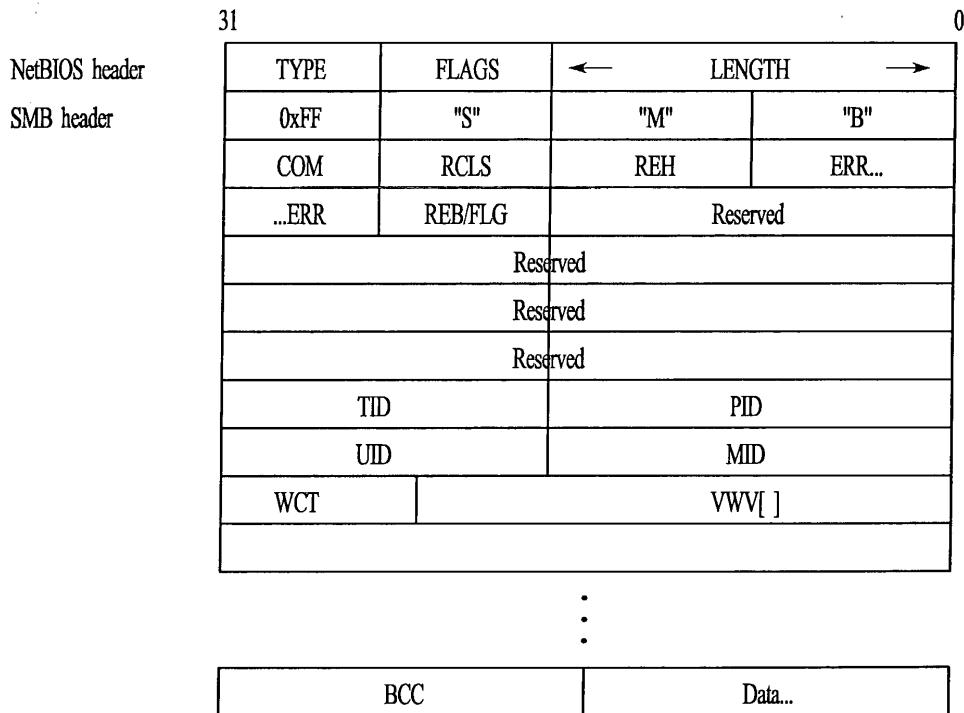 31 0
NetBIOS header TYPE FLAGS ← LENGTH →
SMB header 0xFF "S" "M" "B"
COM RCLS REH ERR...
...ERR REB/FLG Reserved
Reserved
Reserved
Reserved
TID PID
UID MID
WCT VWV[ ]
BCC Data...